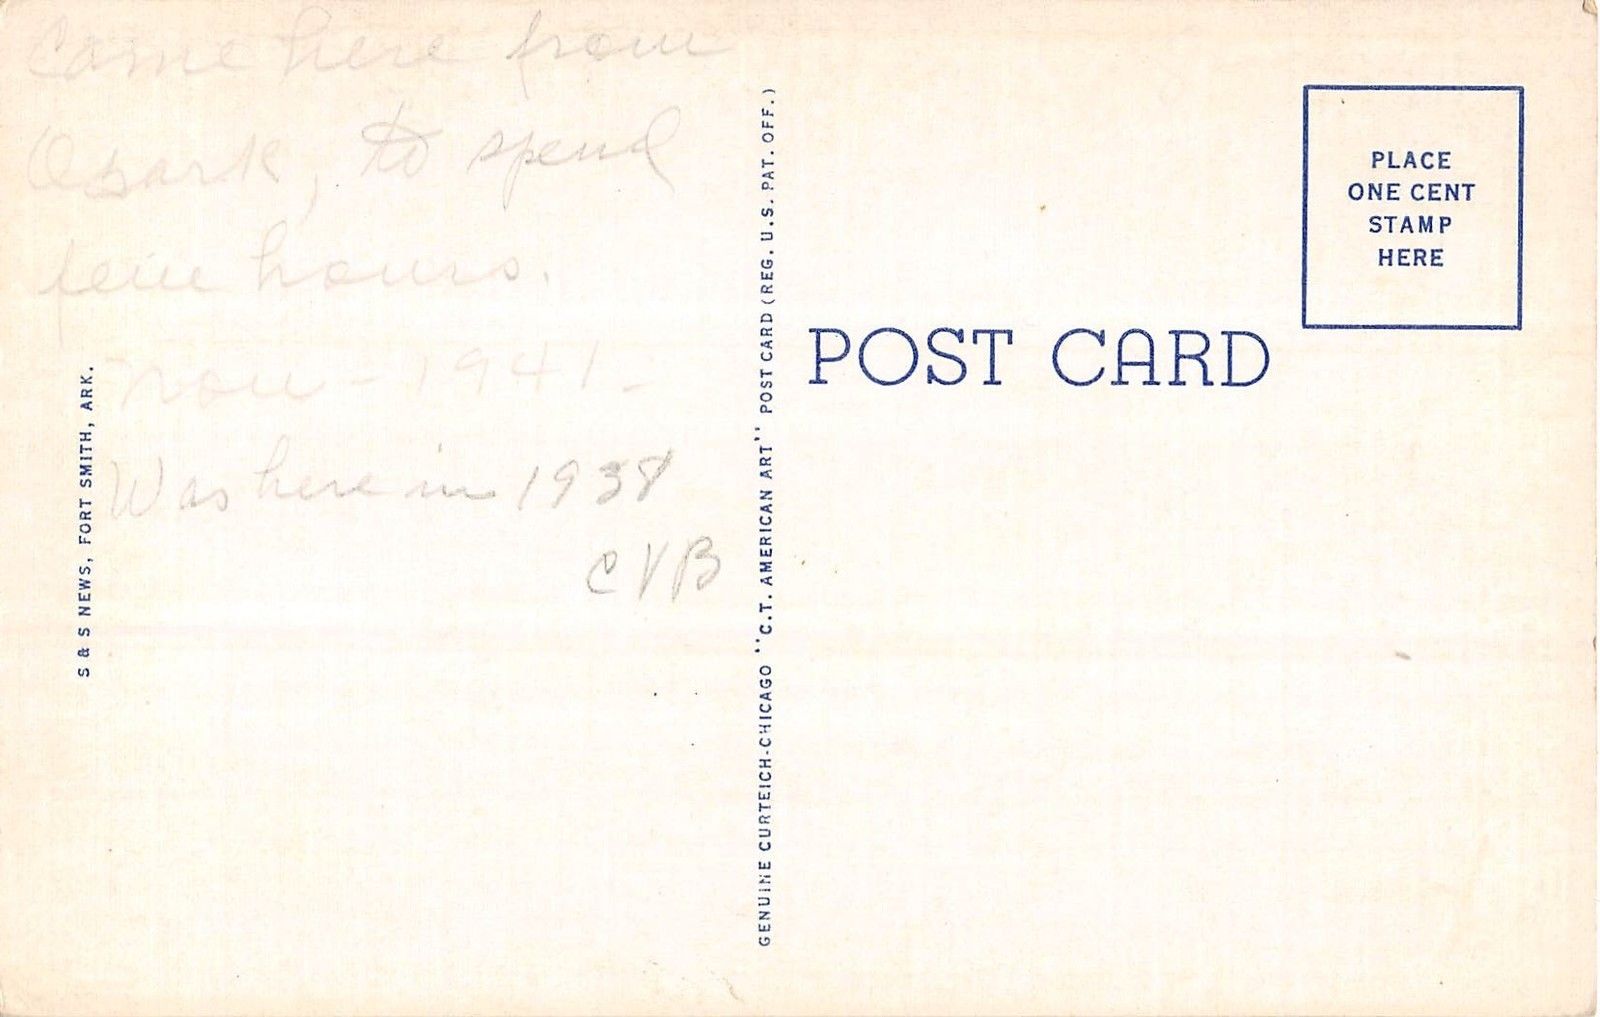 Came here from
Ozark, to spend
few hours.
now - 1941 -
Was here in 1938
CVB
S & S NEWS, FORT SMITH, ARK.
GENUINE CURTEICH-CHICAGO "C.T. AMERICAN ART" POST CARD (REG. U.S. PAT. OFF.)
POST CARD
PLACE
ONE CENT
STAMP
HERE